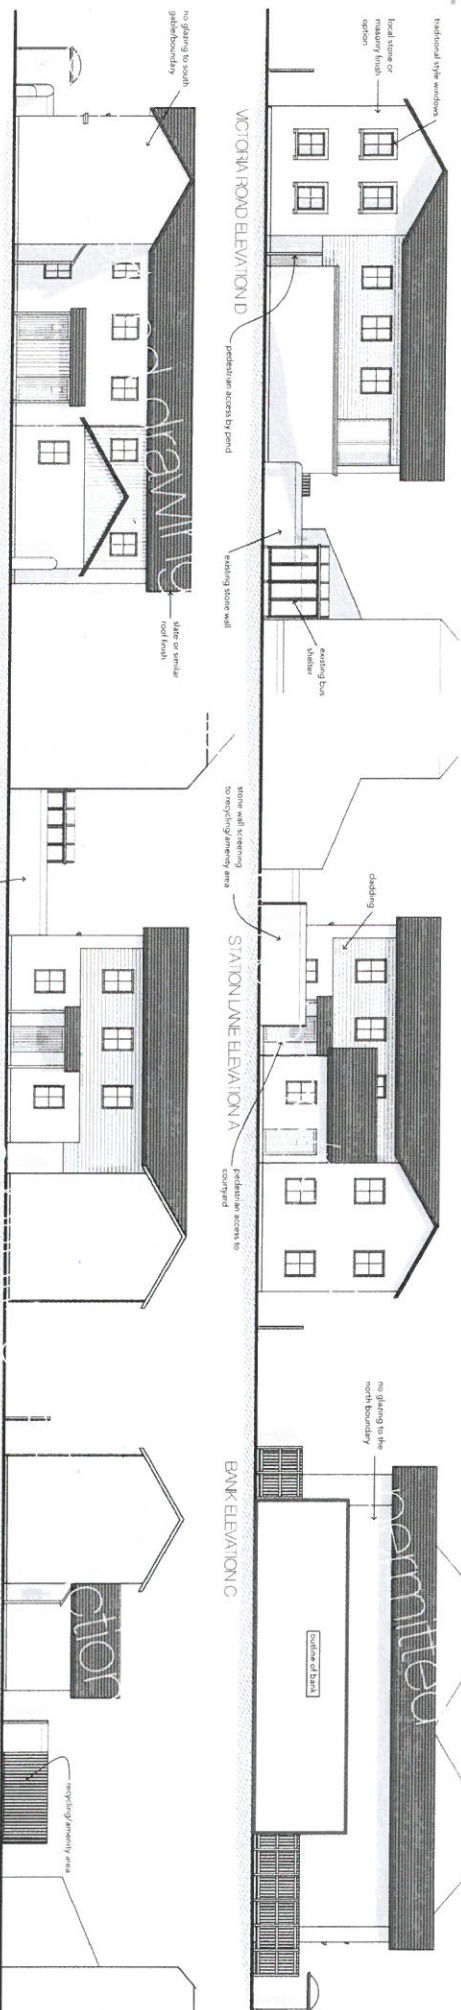 traditional style windows
local stone or
masonry finish
option
pedestrian access by pend
existing stone wall
existing bus
shelter
VICTORIA ROAD ELEVATION D
cladding
stone wall screening
to recycling/amenity area
pedestrian access to
courtyard
STATION LANE ELEVATION A
no glazing to the
north boundary
permitted
outline of bank
BANK ELEVATION C
no glazing to south
gable/boundary
drawing
slate or similar
roof finish
recycling/amenity area